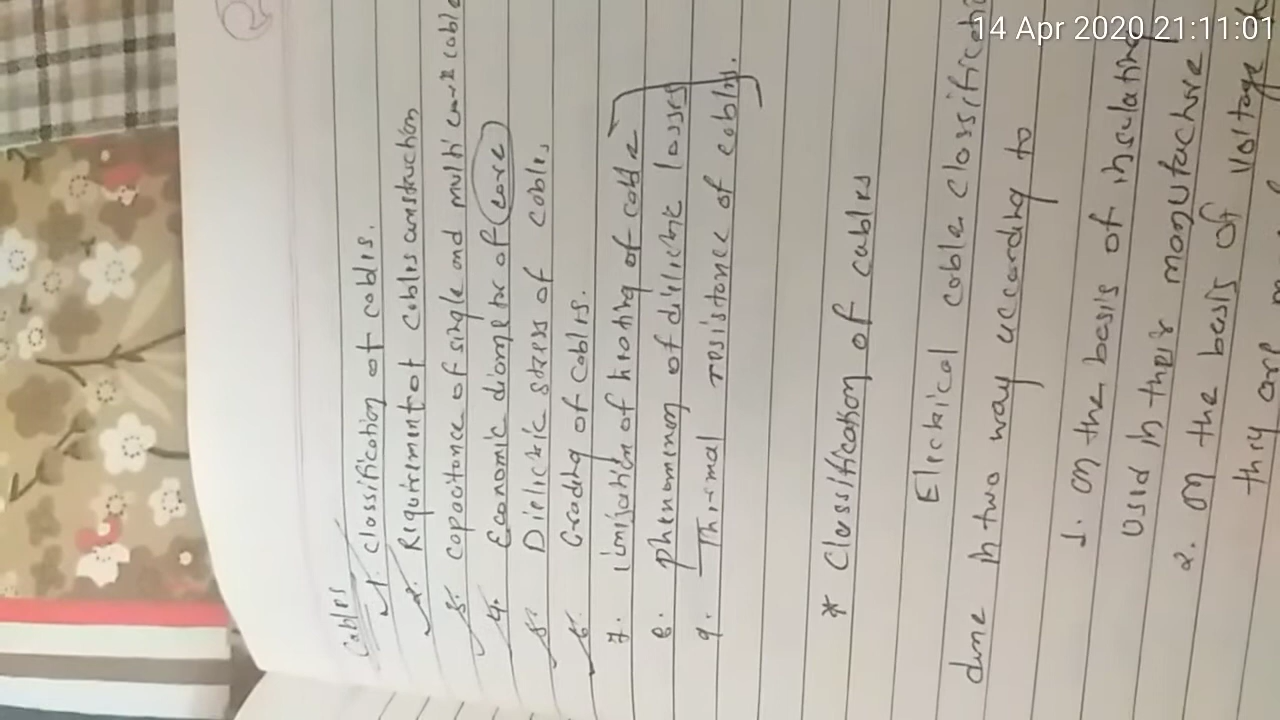 14 Apr 2020 21:11:01
Cables
1. Classification of cables.
2. Requirement of cables construction
3. Capacitance of single and multi core cable
4. Economic diameter of core
5. Dielectric stress of cables
6. Grading of cables.
7. limitation of heating of cable
8. phenomenon of dielectric losses
9. Thermal resistance of cables.
* Classification of cables
Electrical cable classificati
done in two way according to
1. on the basis of insulating
used in their manufacture
2. on the basis of voltage
they are